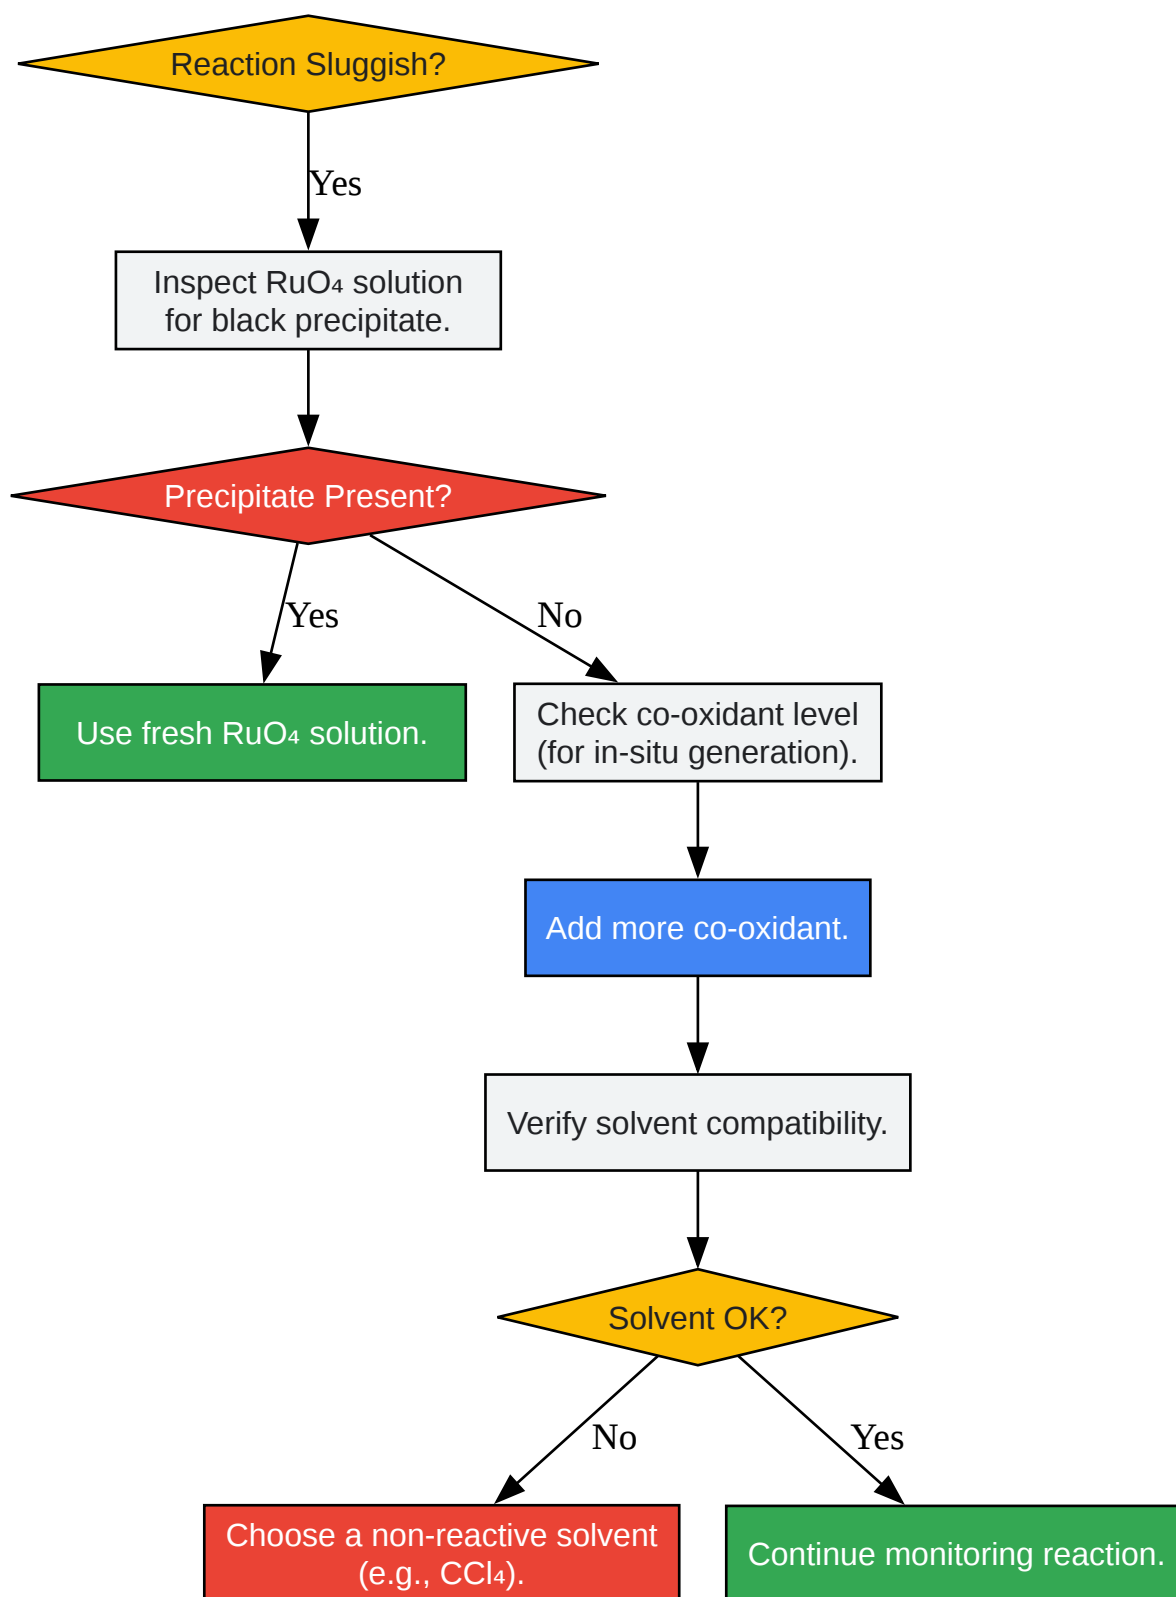 Reaction Sluggish?
Yes
Inspect RuO₄ solution
for black precipitate.
Precipitate Present?
Yes
No
Use fresh RuO₄ solution.
Check co-oxidant level
(for in-situ generation).
Add more co-oxidant.
Verify solvent compatibility.
Solvent OK?
No
Yes
Choose a non-reactive solvent
(e.g., CCl₄).
Continue monitoring reaction.